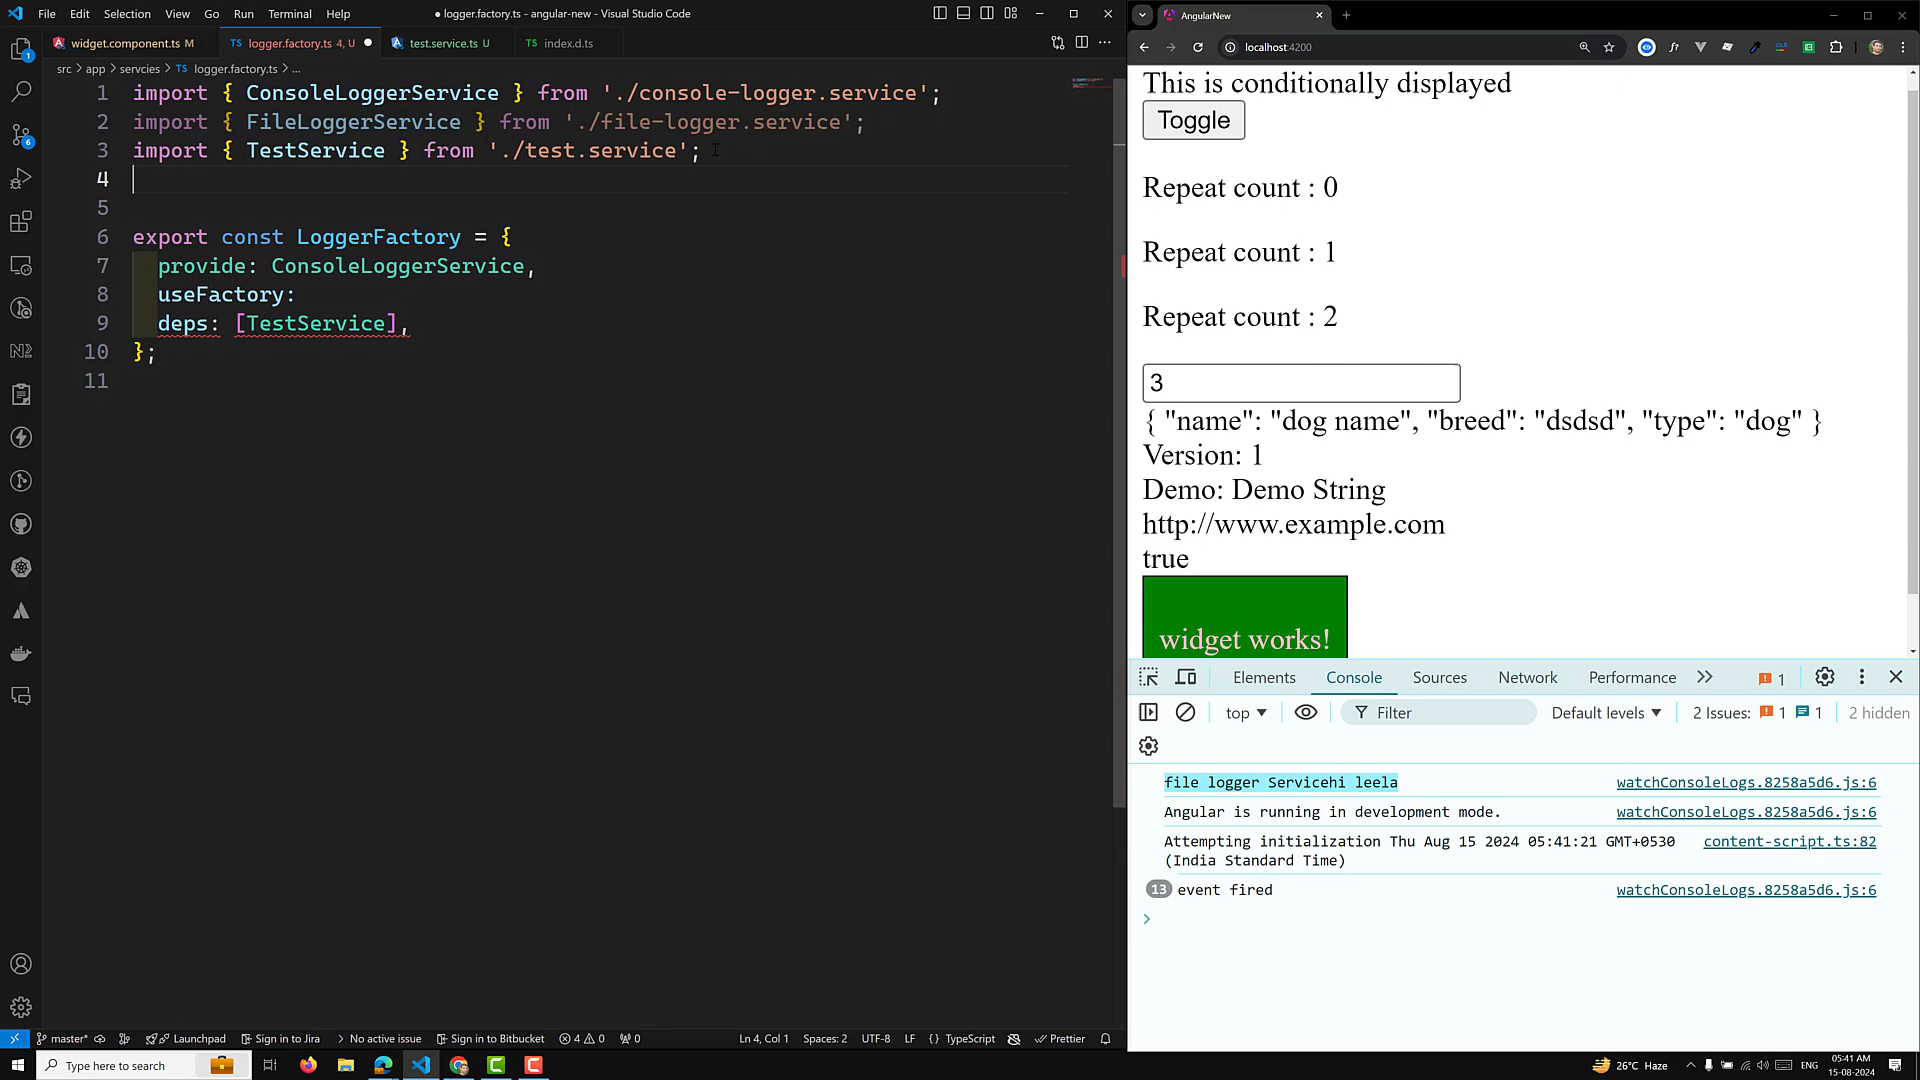 File Edit Selection View Go Run Terminal Help
● logger.factory.ts - angular-new - Visual Studio Code
widget.component.ts M
TS logger.factory.ts 4, U ●
TS test.service.ts U
TS index.d.ts
src > app > servcies > TS logger.factory.ts > ...
1 import { ConsoleLoggerService } from './console-logger.service';
2 import { FileLoggerService } from './file-logger.service';
3 import { TestService } from './test.service';
4
5
6 export const LoggerFactory = {
7 provide: ConsoleLoggerService,
8 useFactory:
9 deps: [TestService],
10 };
11
master* Launchpad Sign in to Jira No active issue Sign in to Bitbucket 4 0 0
Ln 4, Col 1 Spaces: 2 UTF-8 LF { } TypeScript Prettier
AngularNew
localhost:4200
This is conditionally displayed
Toggle
Repeat count : 0
Repeat count : 1
Repeat count : 2
3
{ "name": "dog name", "breed": "dsdsd", "type": "dog" }
Version: 1
Demo: Demo String
http://www.example.com
true
widget works!
Elements Console Sources Network Performance 1
top Filter Default levels 2 Issues: 1 1 2 hidden
file logger Servicehi leela watchConsoleLogs.8258a5d6.js:6
Angular is running in development mode. watchConsoleLogs.8258a5d6.js:6
Attempting initialization Thu Aug 15 2024 05:41:21 GMT+0530 content-script.ts:82
(India Standard Time)
13 event fired watchConsoleLogs.8258a5d6.js:6
Type here to search
26°C Haze
ENG
05:41 AM
15-08-2024